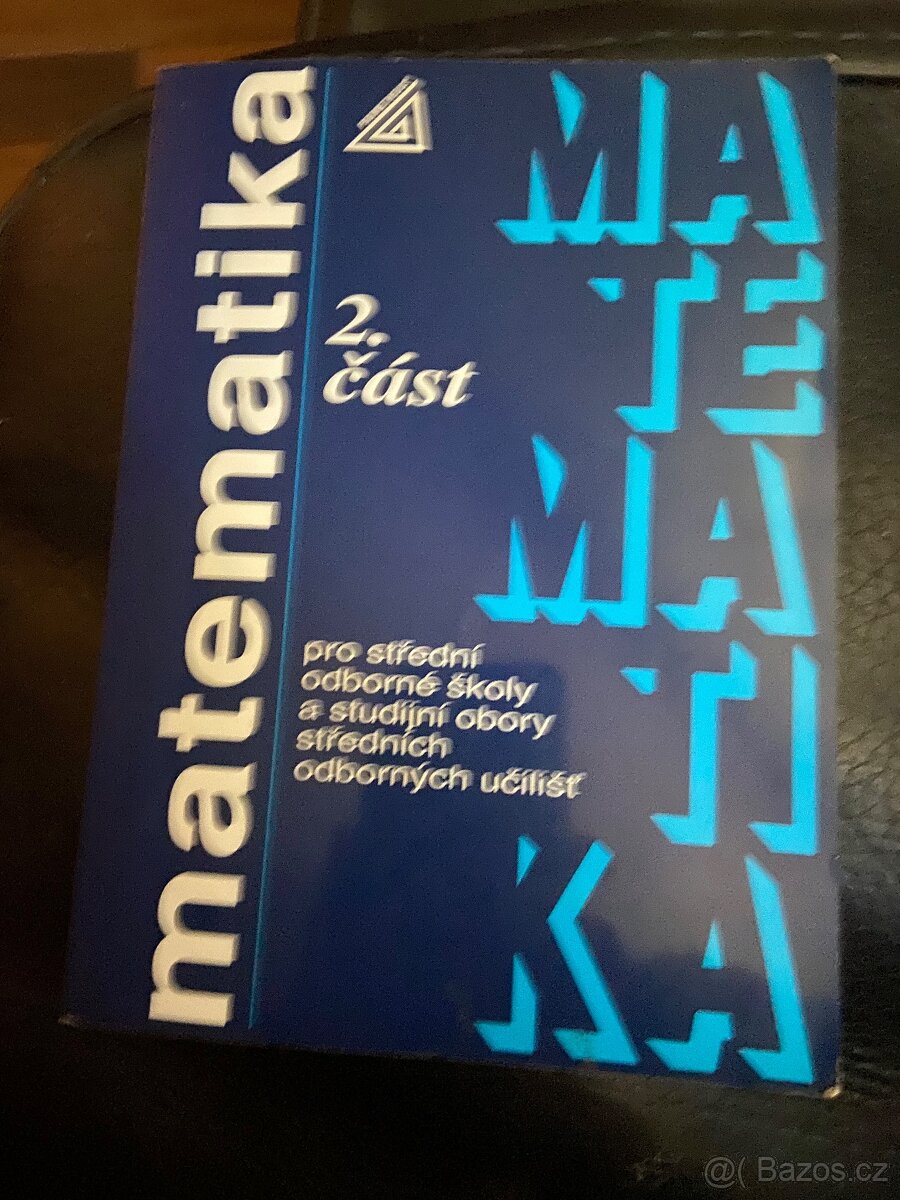 matematika
2.
část
pro střední
odborné školy
a studijní obory
středních
odborných učilišť
MA
TE
MA
TI
KA
@( Bazos.cz